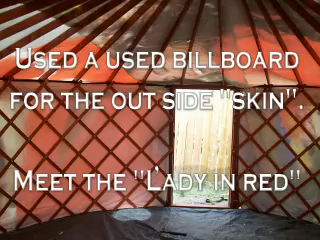 Used a used billboard
for the out side "skin".
Meet the "Lady in red"